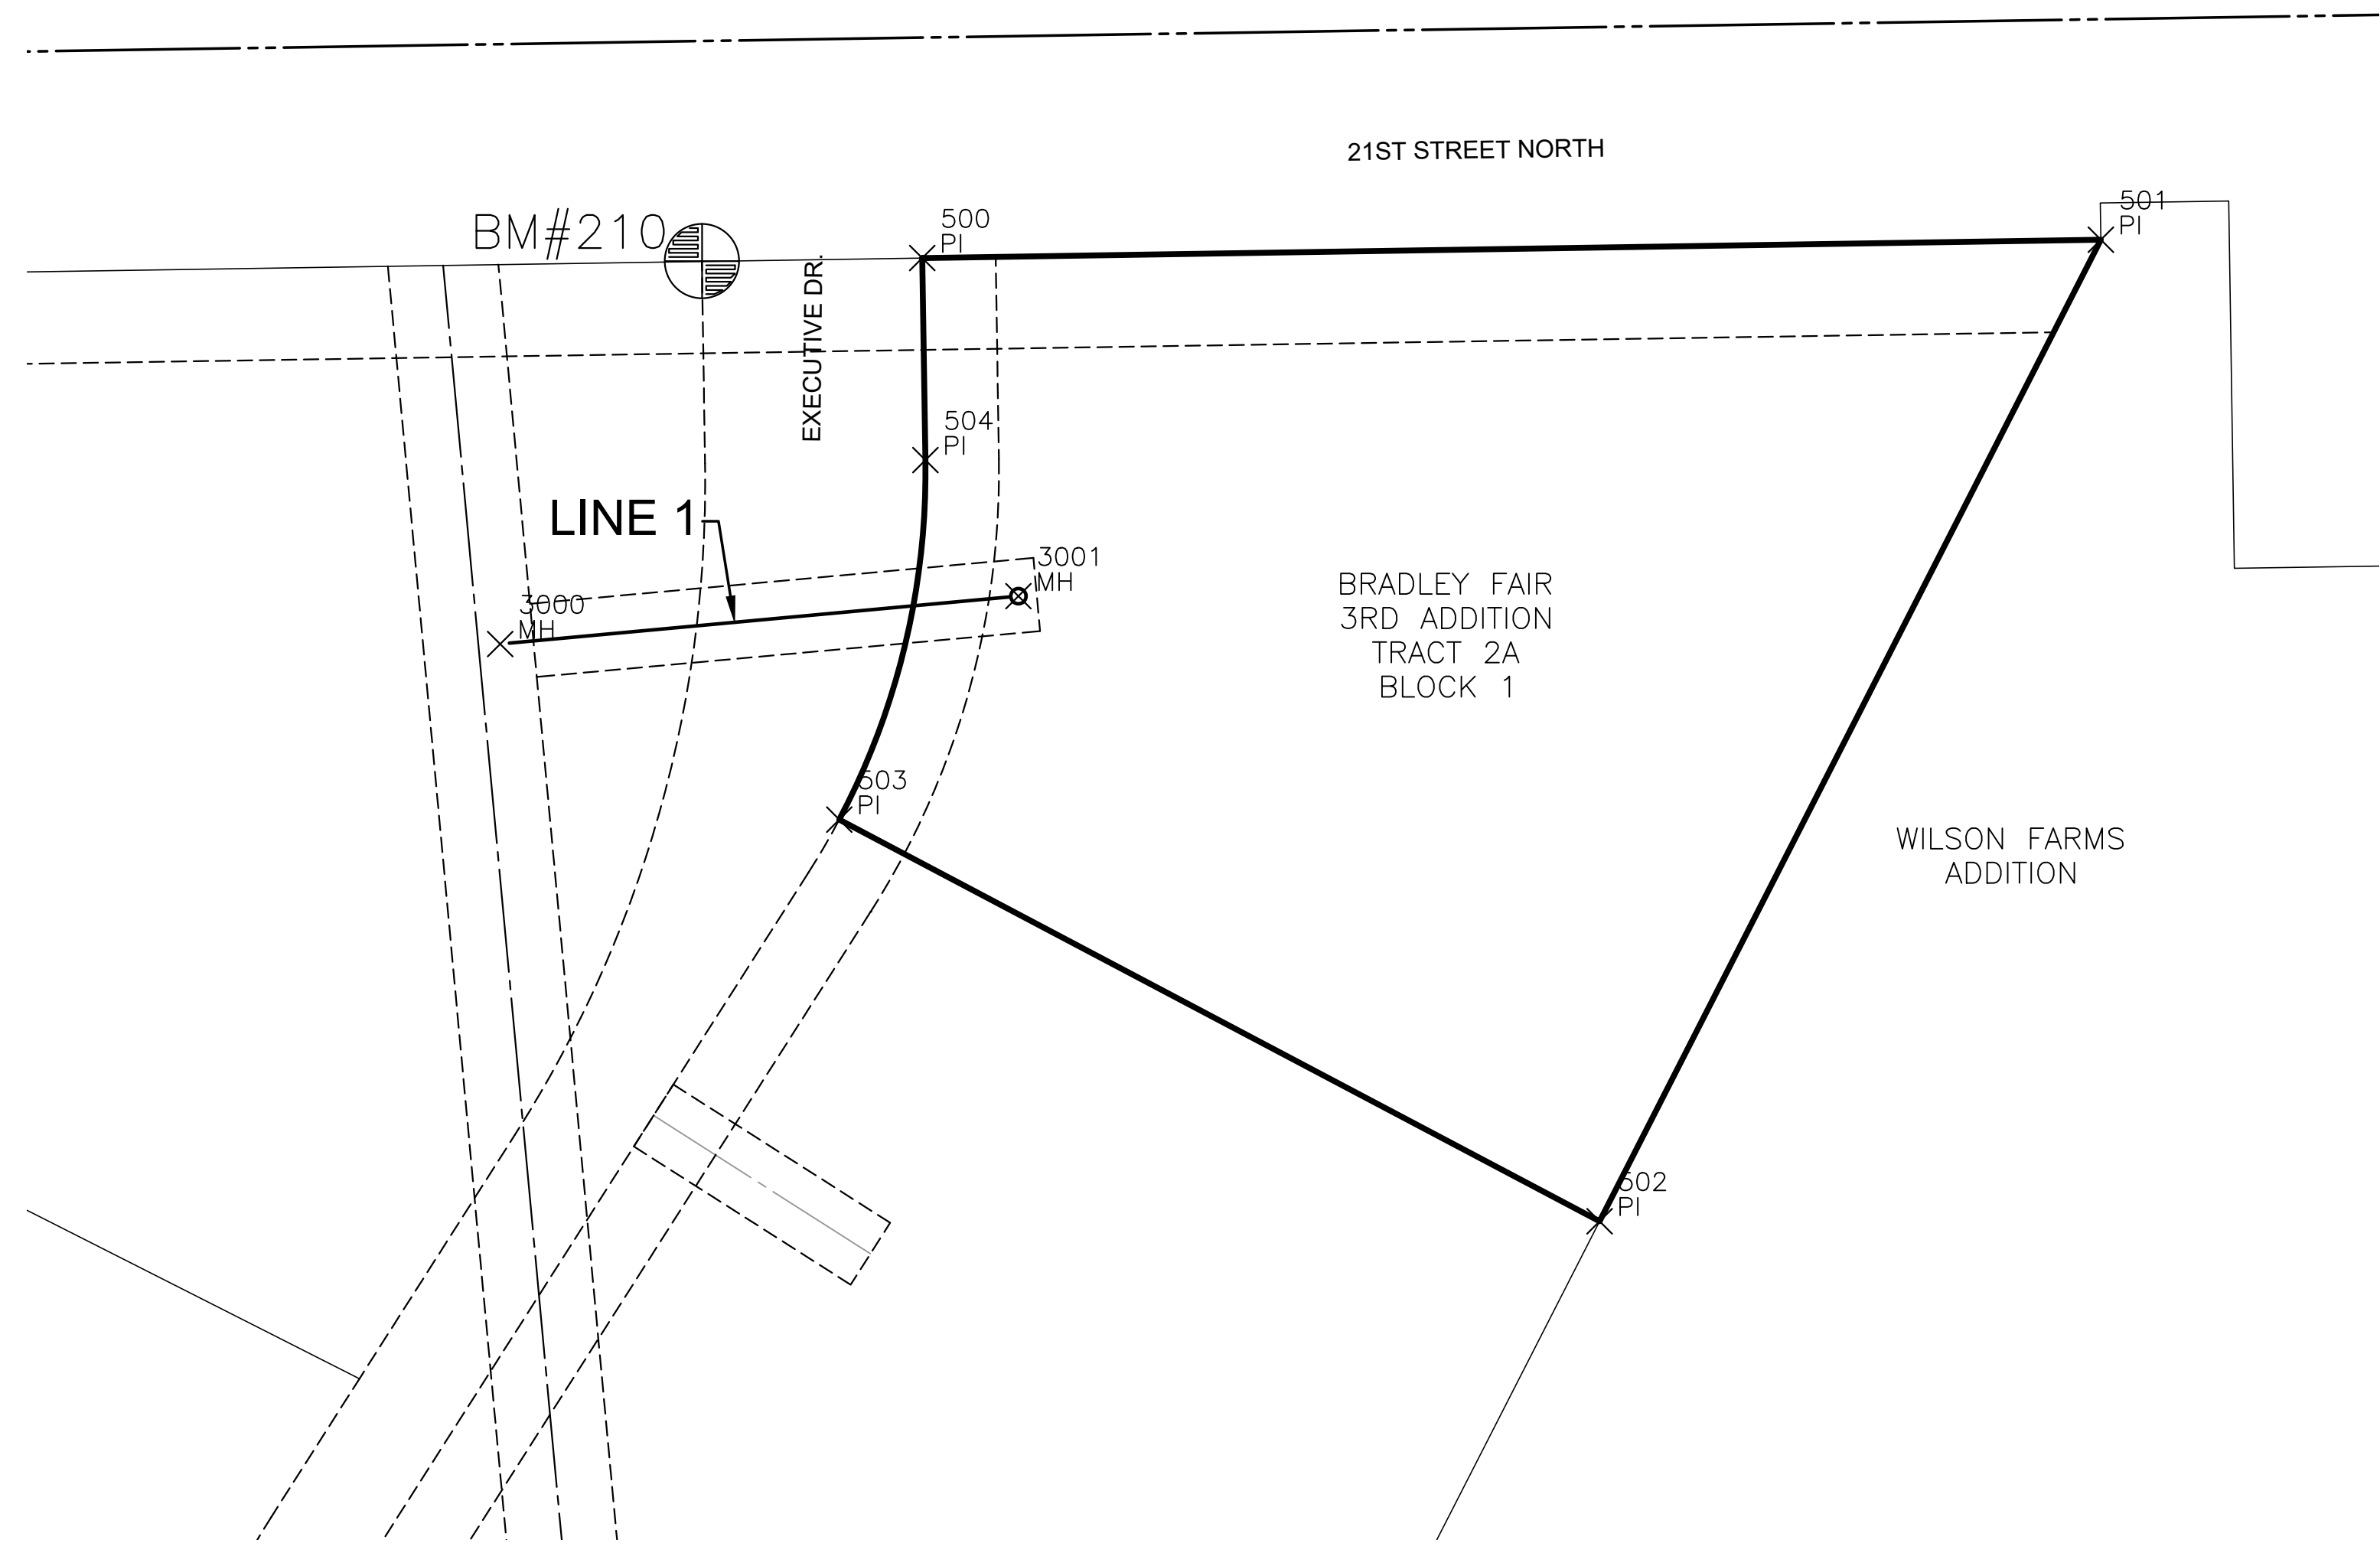 21ST STREET NORTH
501
PI
BM#210
500
PI
EXECUTIVE DR.
504
PI
LINE 1
3001
MH
3000
MH
BRADLEY FAIR
3RD ADDITION
TRACT 2A
BLOCK 1
503
PI
WILSON FARMS
ADDITION
502
PI